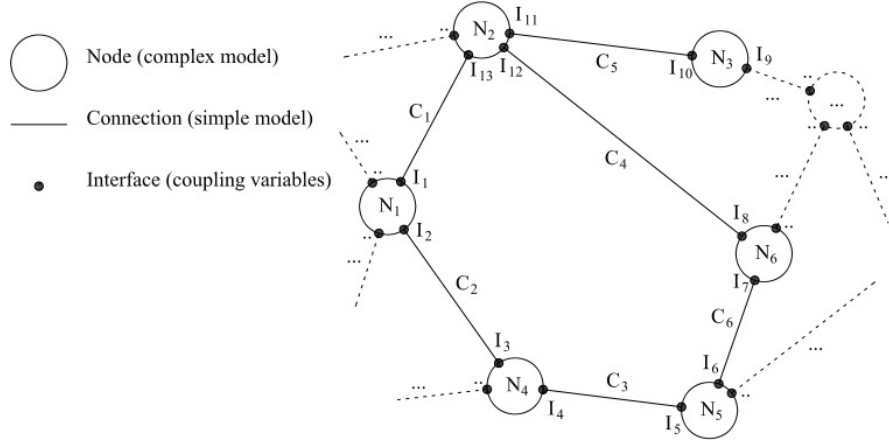 Node (complex model)
Connection (simple model)
Interface (coupling variables)
... .. N₂ I₁₁
I₁₃ I₁₂
C₅
I₁₀ N₃ I₉
... .. ...
.. ..
C₁
C₄
... ..
I₁
N₁
.. I₂
...
... ...
I₈
..
N₆
I₇
C₂
C₆
...
I₃
... .. N₄
I₄
C₃
I₆
..
I₅ N₅